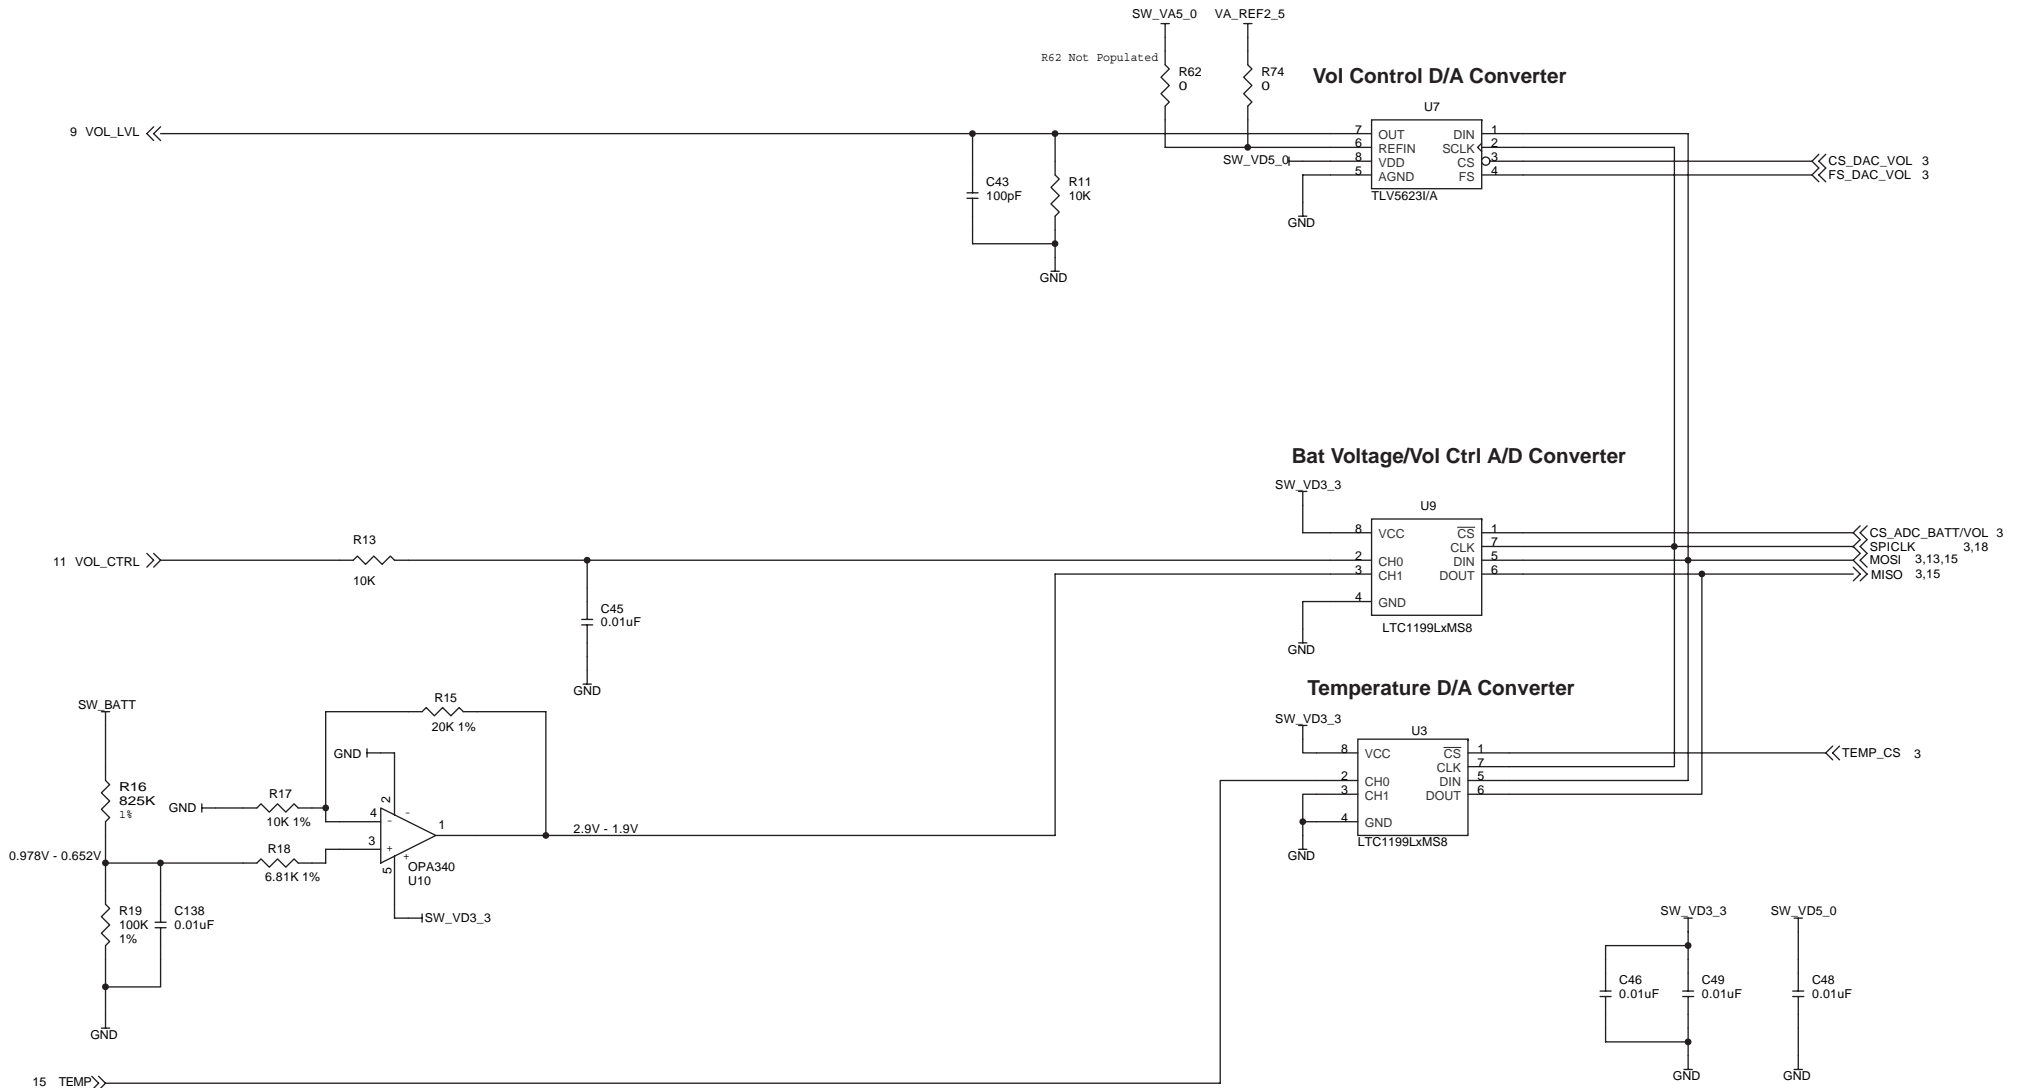 SW_VA5_0 VA_REF2_5
R62 Not Populated
R62
0
R74
0
Vol Control D/A Converter
U7
9 VOL_LVL
7 OUT DIN 1
6 REFIN SCLK 2
SW_VD5_0 8 VDD CS 3 CS_DAC_VOL 3
5 AGND FS 4 FS_DAC_VOL 3
TLV5623I/A
GND
C43
100pF
R11
10K
GND
Bat Voltage/Vol Ctrl A/D Converter
SW_VD3_3
U9
8 VCC CS 1 CS_ADC_BATT/VOL 3
CLK 7 SPICLK 3,18
2 CH0 DIN 5 MOSI 3,13,15
3 CH1 DOUT 6 MISO 3,15
4 GND
LTC1199LxMS8
GND
11 VOL_CTRL
R13
10K
C45
0.01uF
GND
Temperature D/A Converter
SW_VD3_3
U3
8 VCC CS 1 TEMP_CS 3
CLK 7
2 CH0 DIN 5
3 CH1 DOUT 6
4 GND
LTC1199LxMS8
GND
SW_BATT
R15
20K 1%
GND
2
R16
825K
1%
GND
R17
10K 1%
4
-
-
1
2.9V - 1.9V
3
+
+
0.978V - 0.652V
R18
6.81K 1%
5
OPA340
U10
SW_VD3_3
R19
100K
1%
C138
0.01uF
GND
SW_VD3_3 SW_VD5_0
C46
0.01uF
C49
0.01uF
C48
0.01uF
GND GND
15 TEMP